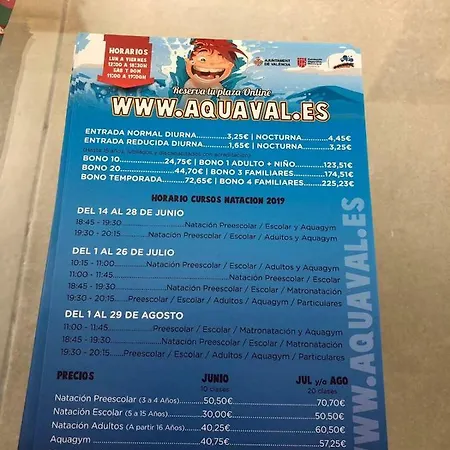 HORARIOS
LUN A VIERNES
12:00 A 18:30H
SAB Y DOM
11:00 A 19:00H
AJUNTAMENT
DE VALÈNCIA
Reserva tu plaza Online
WWW.AQUAVAL.ES
ENTRADA NORMAL DIURNA............3,25€ | NOCTURNA..................4,45€
ENTRADA REDUCIDA DIURNA.........1,65€ | NOCTURNA..................3,25€
BONO 10....................24,75€ | BONO 1 ADULTO + NIÑO............123,51€
BONO 20.......................44,70€ | BONO 3 FAMILIARES................174,51€
BONO TEMPORADA..........72,65€ | BONO 4 FAMILIARES..........225,23€
HORARIO CURSOS NATACION 2019
DEL 14 AL 28 DE JUNIO
18:45 - 19:30....................Natación Preescolar / Escolar y Aquagym
19:30 - 20:15..........Natación Preescolar / Escolar / Adultos y Aquagym
DEL 1 AL 26 DE JULIO
10:15 - 11:00.........Natación Preescolar / Escolar / Adultos y Aquagym
11:00 - 11:45..........................Natación Preescolar / Escolar
18:45 - 19:30................Natación Preescolar / Escolar / Matronatación
19:30 - 20:15......Preescolar / Escolar / Adultos / Aquagym / Particulares
DEL 1 AL 29 DE AGOSTO
11:00 - 11:45.............Preescolar / Escolar / Matronatación y Aquagym
18:45 - 19:30................Natación Preescolar / Escolar / Matronatación
19:30 - 20:15......Preescolar / Escolar / Adultos / Aquagym / Particulares
PRECIOS JUNIO JUL y/o AGO
10 clases 20 clases
Natación Preescolar (3 a 4 Años)............50,50€..............70,70€
Natación Escolar (5 a 15 Años)..............30,00€..............50,50€
Natación Adultos (A partir 16 Años)......40,25€..............60,50€
Aquagym......................40,75€..............57,25€
WWW.AQUAVAL.ES